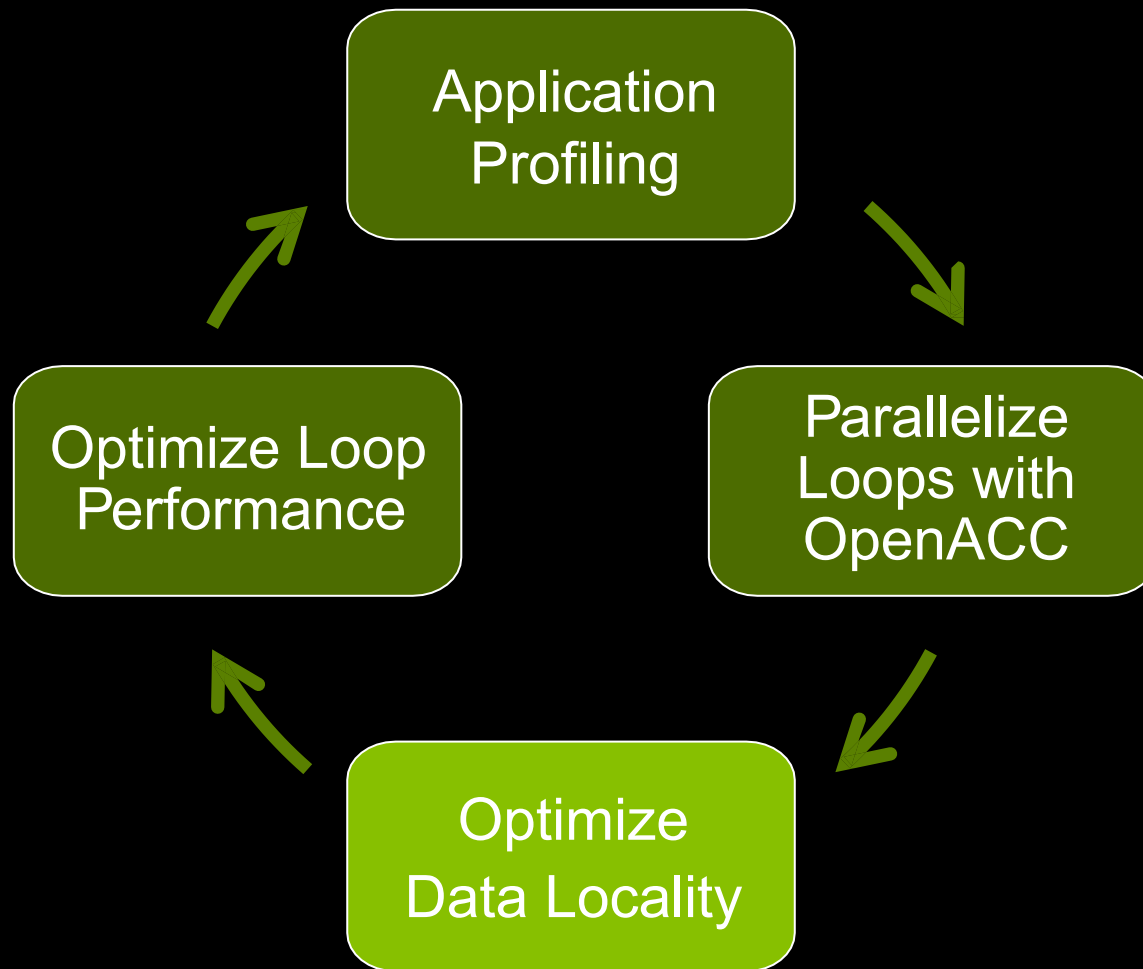 Application
Profiling
Parallelize
Loops with
OpenACC
Optimize
Data Locality
Optimize Loop
Performance